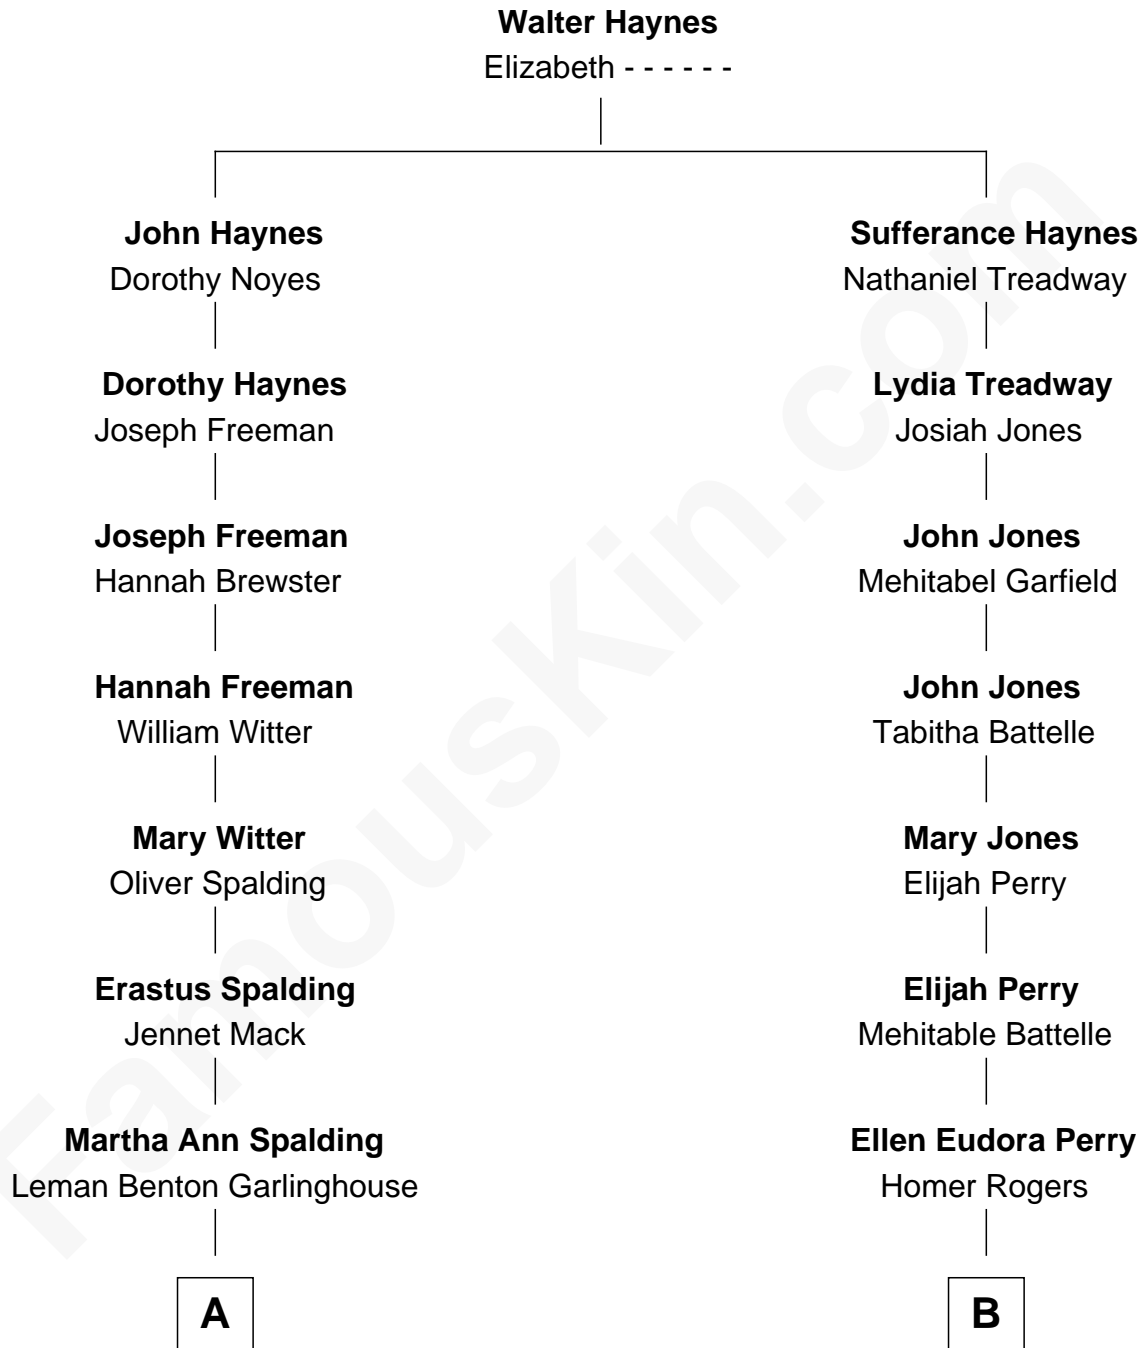 Walter Haynes
Elizabeth - - - - - -
John Haynes
Dorothy Noyes
Sufferance Haynes
Nathaniel Treadway
Dorothy Haynes
Joseph Freeman
Lydia Treadway
Josiah Jones
Joseph Freeman
Hannah Brewster
John Jones
Mehitabel Garfield
Hannah Freeman
William Witter
John Jones
Tabitha Battelle
Mary Witter
Oliver Spalding
Mary Jones
Elijah Perry
Erastus Spalding
Jennet Mack
Elijah Perry
Mehitable Battelle
Martha Ann Spalding
Leman Benton Garlinghouse
Ellen Eudora Perry
Homer Rogers
A
B
FamousKin.com